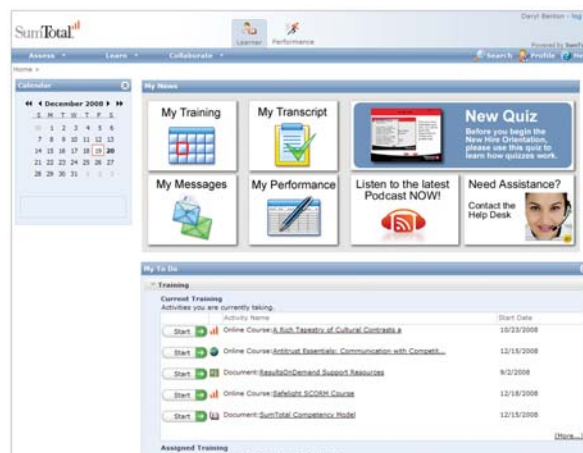 Daryl Benton - log
SumTotal
Learner Performance
Powered by SumT
Assess Learn Collaborate Search Profile He
Home >
Calendar
My News
December 2008
S M T W T F S
30 1 2 3 4 5 6
7 8 9 10 11 12 13
14 15 16 17 18 19 20
21 22 23 24 25 26 27
28 29 30 31 1 2 3
My Training
My Transcript
New Quiz
Before you begin the
New Hire Orientation,
please use this quiz to
learn how quizzes work.
My Messages
My Performance
Listen to the latest
Podcast NOW!
Need Assistance?
Contact the
Help Desk
My To Do
Training
Current Training
Activities you are currently taking.
Activity Name Start Date
Start Online Course:A Rich Tapestry of Cultural Contrasts a 10/23/2008
Start Online Course:Antitrust Essentials: Communication with Competit... 12/15/2008
Start Document:ResultsOnDemand Support Resources 9/2/2008
Start Online Course:Safelight SCORM Course 12/18/2008
Start Document:SumTotal Competency Model 12/15/2008
[More...]
Assigned Training